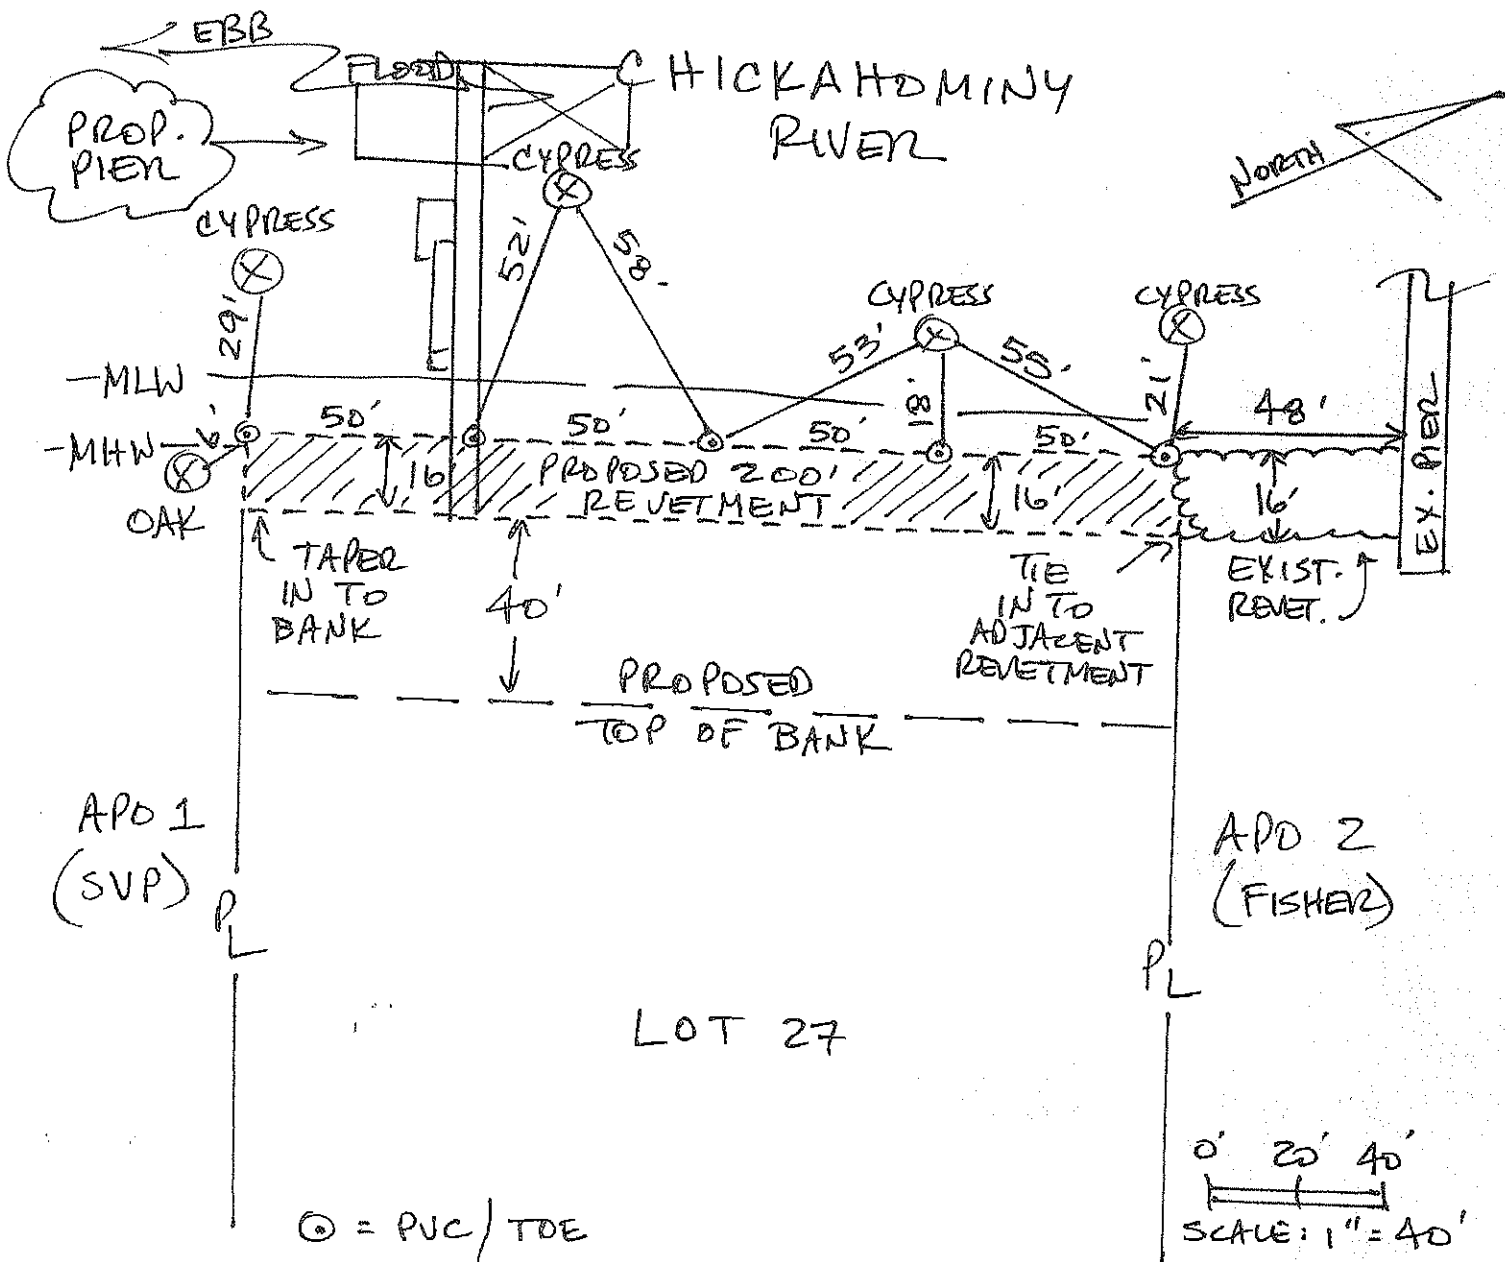 EBB
FLOOD
CHICKAHOMINY
RIVER
PROP.
PIER
NORTH
CYPRESS
CYPRESS
29'
52'
58'
CYPRESS
CYPRESS
53'
55'
18'
21'
48'
-MLW
-MHW
6'
50'
50'
50'
50'
OAK
16'
PROPOSED 200'
REVETMENT
16'
16'
EX. PIER
TAPER
IN TO
BANK
40'
TIE
IN TO
ADJACENT
REVETMENT
EXIST.
REVET.
PROPOSED
TOP OF BANK
APO 1
(SVP)
PL
APO 2
(FISHER)
PL
LOT 27
0' 20' 40'
SCALE: 1"=40'
= PVC/TOE